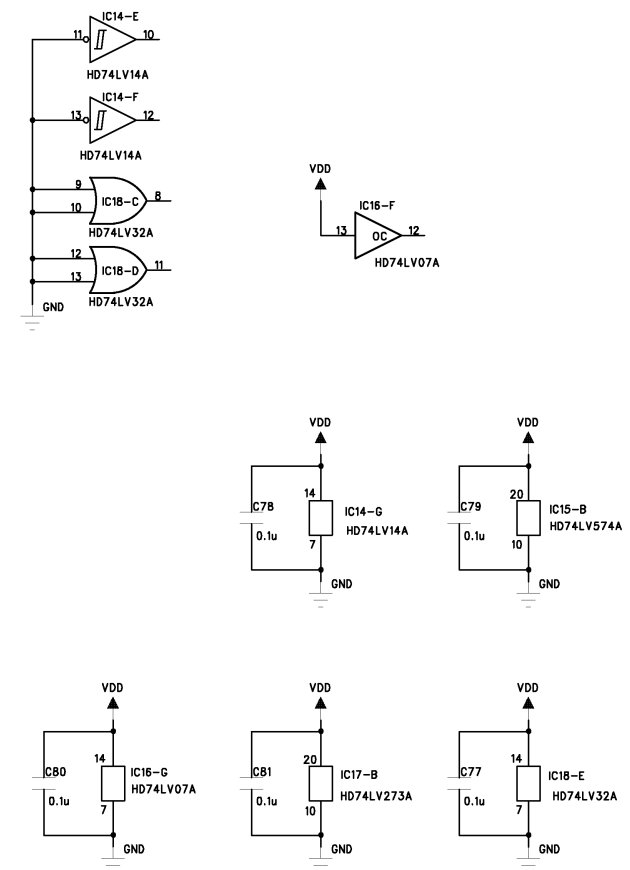 IC14-E
11
10
HD74LV14A
IC14-F
13
12
HD74LV14A
9
IC18-C
8
10
HD74LV32A
12
IC18-D
11
13
HD74LV32A
GND
VDD
IC16-F
13
OC
12
HD74LV07A
VDD
C78
0.1u
14
7
IC14-G
HD74LV14A
GND
VDD
C79
0.1u
20
10
IC15-B
HD74LV574A
GND
VDD
C80
0.1u
14
7
IC16-G
HD74LV07A
GND
VDD
C81
0.1u
20
10
IC17-B
HD74LV273A
GND
VDD
C77
0.1u
14
7
IC18-E
HD74LV32A
GND